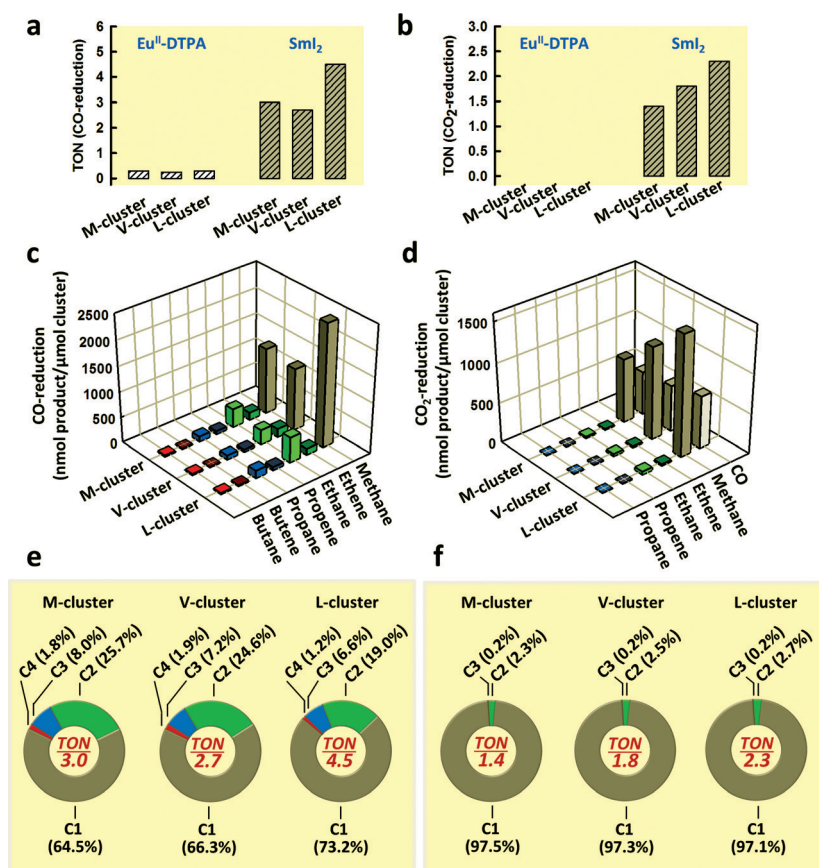 a
TON (CO-reduction)
6
5
4
3
2
1
0
Eu^II-DTPA
SmI₂
M-cluster
V-cluster
L-cluster
M-cluster
V-cluster
L-cluster
b
TON (CO₂-reduction)
3.0
2.5
2.0
1.5
1.0
0.5
0.0
Eu^II-DTPA
SmI₂
M-cluster
V-cluster
L-cluster
M-cluster
V-cluster
L-cluster
c
CO-reduction
(nmol product/µmol cluster)
2500
2000
1500
1000
500
0
M-cluster
V-cluster
L-cluster
Butane
Butene
Propane
Propene
Ethane
Ethene
Methane
d
CO₂-reduction
(nmol product/µmol cluster)
1500
1000
500
0
M-cluster
V-cluster
L-cluster
Propane
Propene
Ethane
Ethene
Methane
CO
e
M-cluster
C4 (1.8%)
C3 (8.0%)
C2 (25.7%)
TON
3.0
C1
(64.5%)
V-cluster
C4 (1.9%)
C3 (7.2%)
C2 (24.6%)
TON
2.7
C1
(66.3%)
L-cluster
C4 (1.2%)
C3 (6.6%)
C2 (19.0%)
TON
4.5
C1
(73.2%)
f
M-cluster
C3 (0.2%)
C2 (2.3%)
TON
1.4
C1
(97.5%)
V-cluster
C3 (0.2%)
C2 (2.5%)
TON
1.8
C1
(97.3%)
L-cluster
C3 (0.2%)
C2 (2.7%)
TON
2.3
C1
(97.1%)